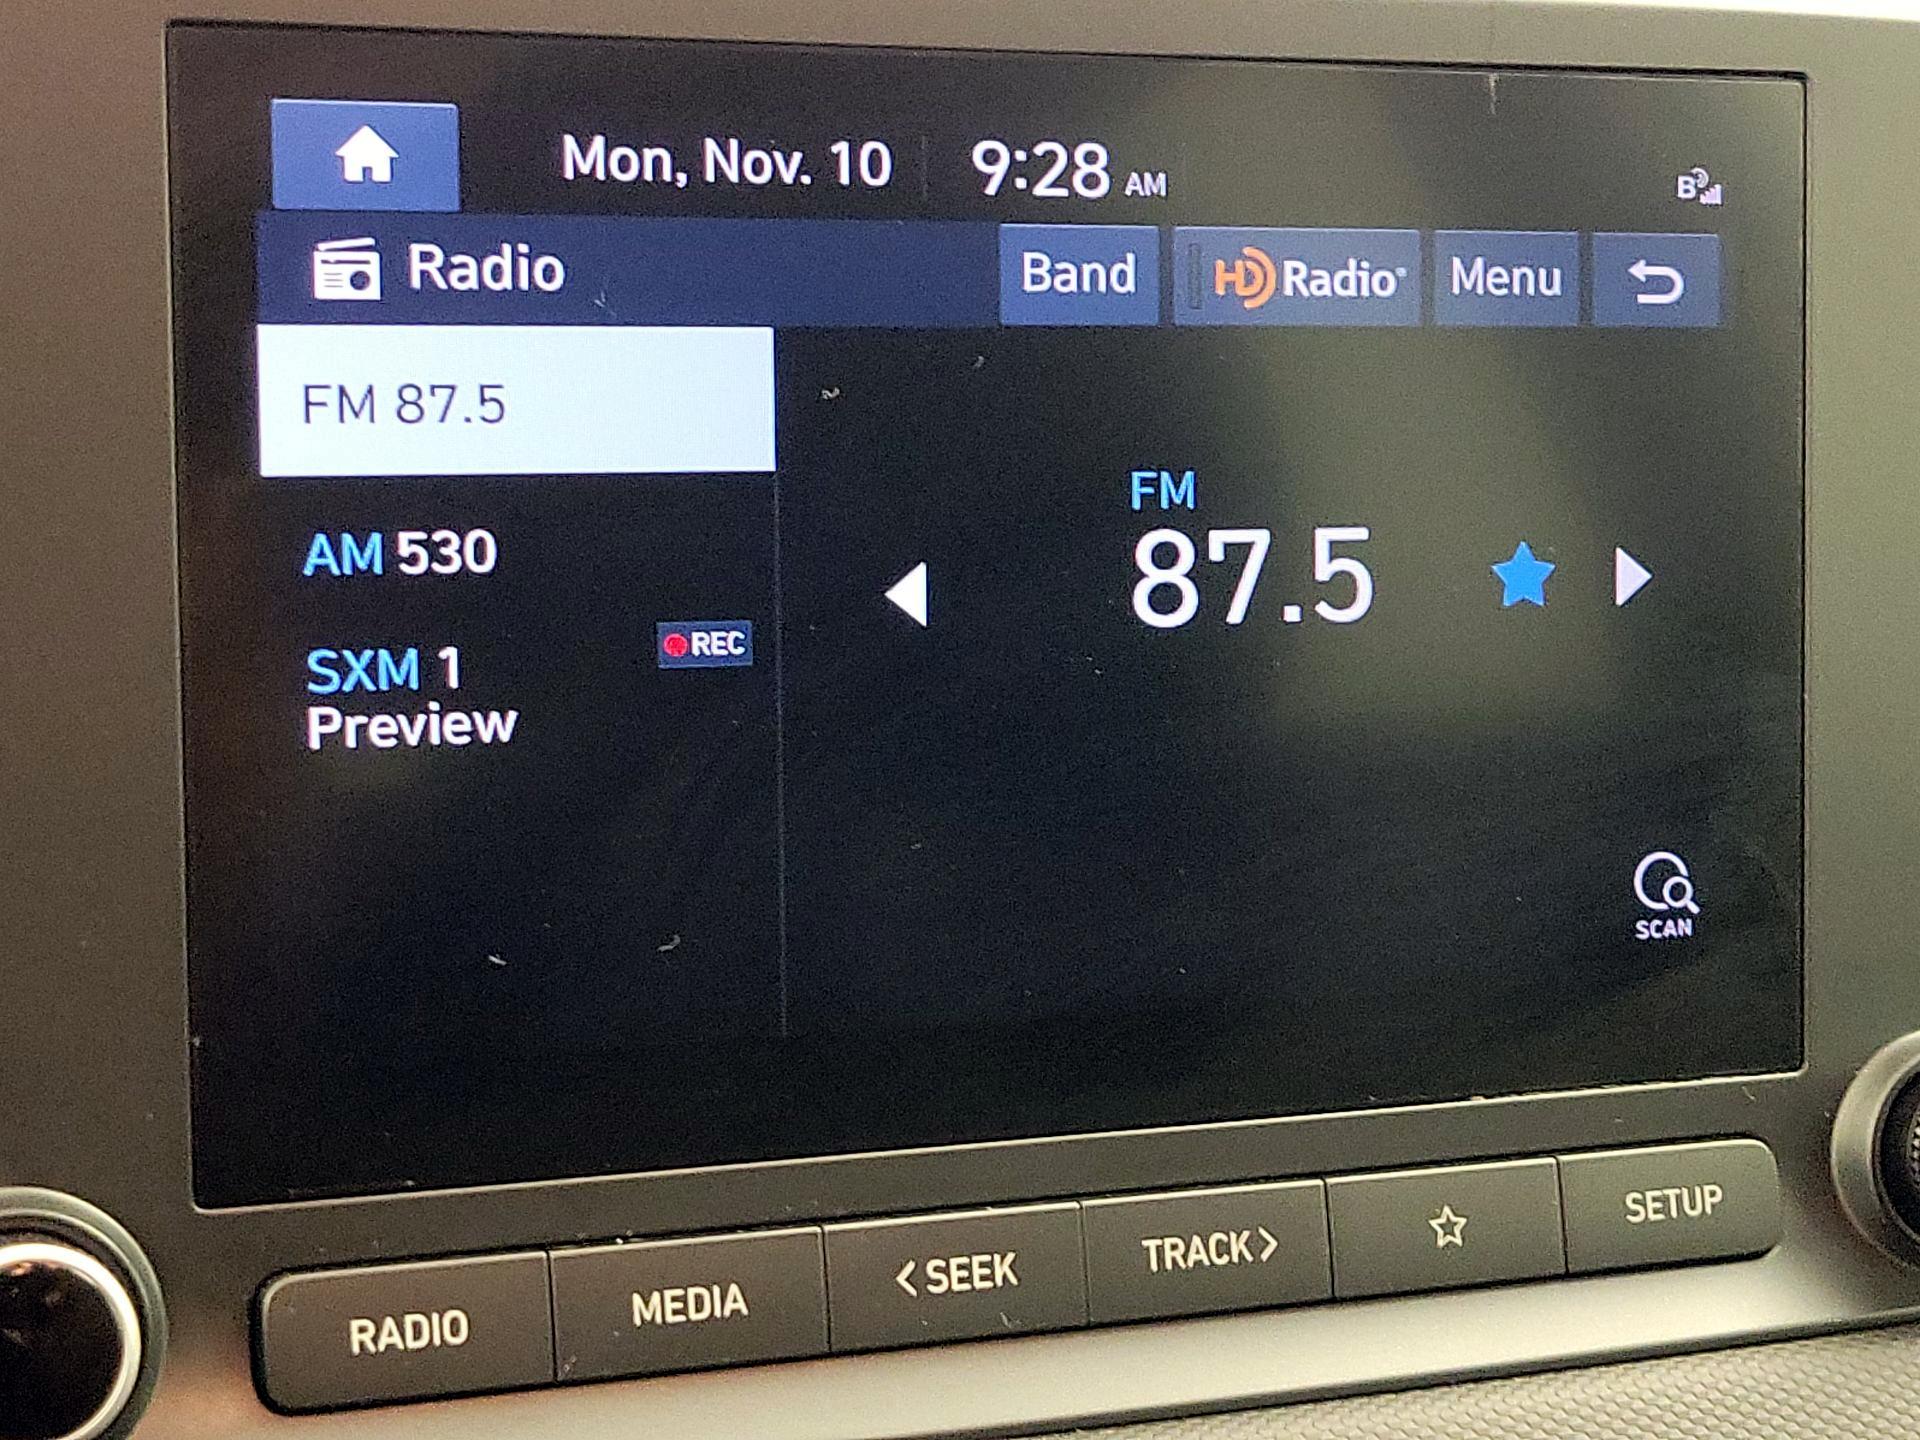 Mon, Nov. 10 9:28 AM
Radio Band HD Radio® Menu
FM 87.5
AM 530
SXM 1 REC
Preview
FM
87.5
SCAN
RADIO MEDIA <SEEK TRACK> SETUP